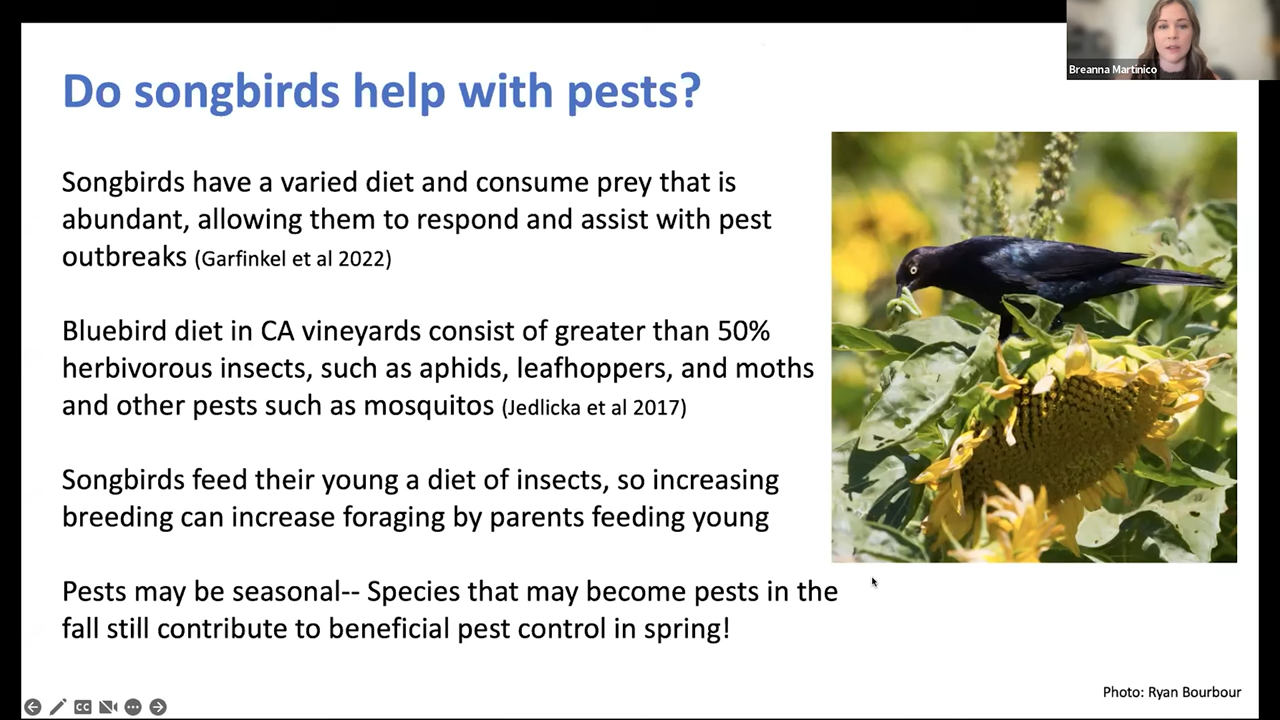 Breanna Martinico
Do songbirds help with pests?
Songbirds have a varied diet and consume prey that is
abundant, allowing them to respond and assist with pest
outbreaks (Garfinkel et al 2022)
Bluebird diet in CA vineyards consist of greater than 50%
herbivorous insects, such as aphids, leafhoppers, and moths
and other pests such as mosquitos (Jedlicka et al 2017)
Songbirds feed their young a diet of insects, so increasing
breeding can increase foraging by parents feeding young
Pests may be seasonal-- Species that may become pests in the
fall still contribute to beneficial pest control in spring!
Photo: Ryan Bourbour
CC